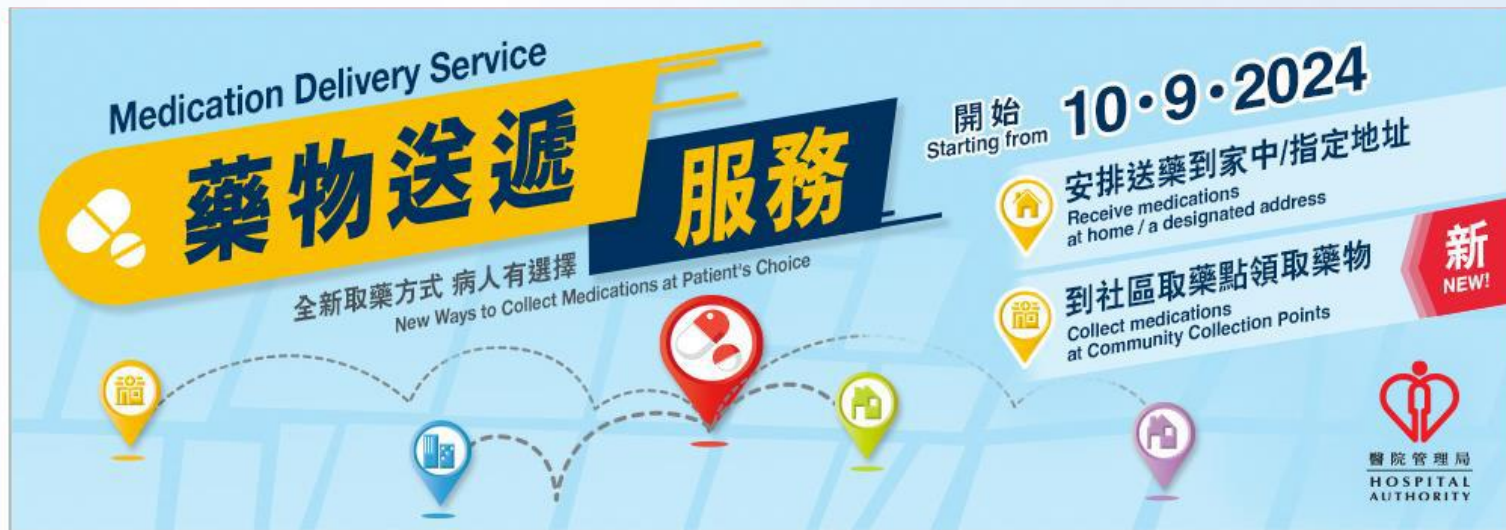 Medication Delivery Service
藥物送遞
服務
全新取藥方式 病人有選擇
New Ways to Collect Medications at Patient's Choice
開始
Starting from
10•9•2024
安排送藥到家中/指定地址
Receive medications
at home / a designated address
到社區取藥點領取藥物
Collect medications
at Community Collection Points
新
NEW!
醫院管理局
HOSPITAL
AUTHORITY